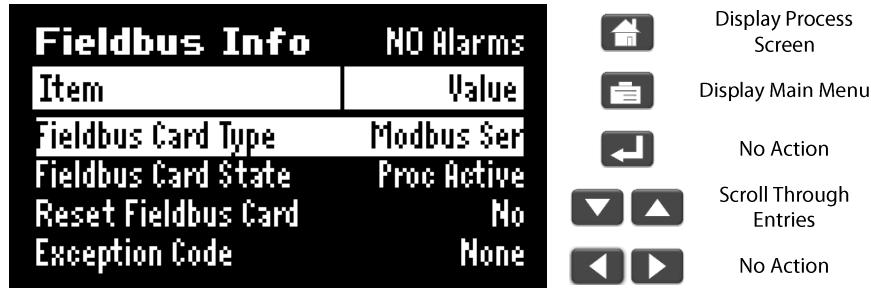 Fieldbus Info NO Alarms
Item Value
Fieldbus Card Type Modbus Ser
Fieldbus Card State Proc Active
Reset Fieldbus Card No
Exception Code None
Display Process
Screen
Display Main Menu
No Action
Scroll Through
Entries
No Action